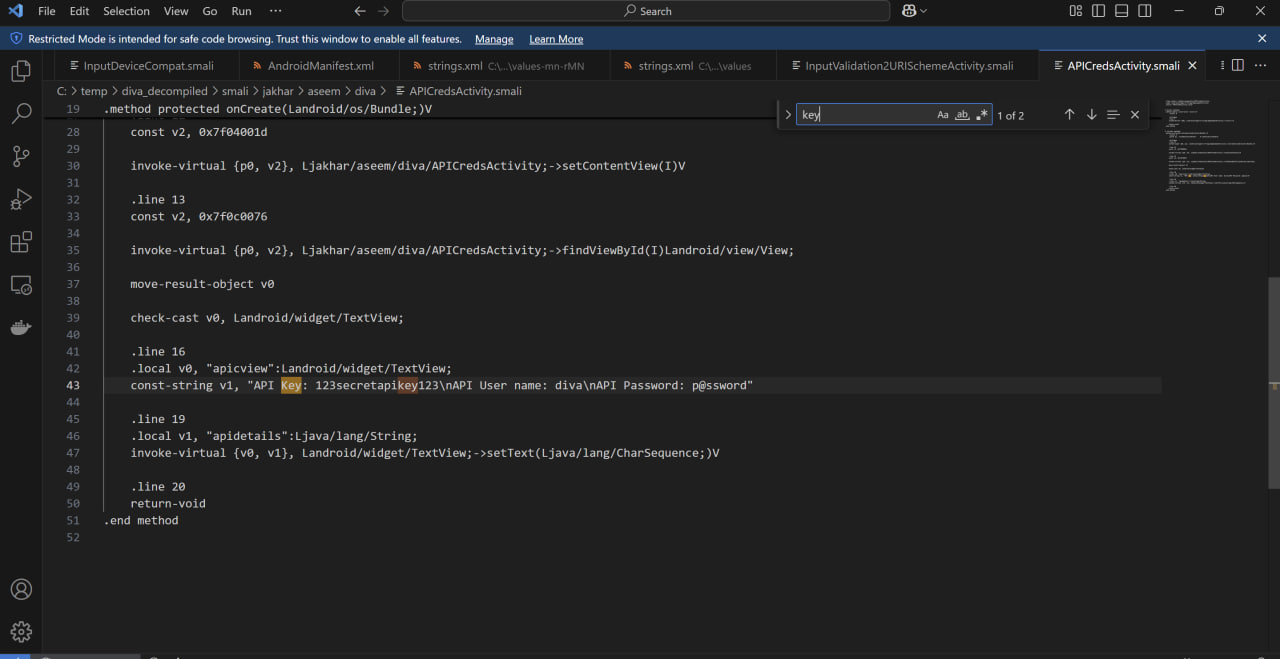 File Edit Selection View Go Run ··· Search
Restricted Mode is intended for safe code browsing. Trust this window to enable all features. Manage Learn More
InputDeviceCompat.smali AndroidManifest.xml strings.xml C:\...\values-mn-rMN strings.xml C:\...\values InputValidation2URISchemeActivity.smali APICredsActivity.smali
C: > temp > diva_decompiled > smali > jakhar > aseem > diva > APICredsActivity.smali
19 .method protected onCreate(Landroid/os/Bundle;)V
key Aa ab .* 1 of 2
28 const v2, 0x7f04001d
29
30 invoke-virtual {p0, v2}, Ljakhar/aseem/diva/APICredsActivity;->setContentView(I)V
31
32 .line 13
33 const v2, 0x7f0c0076
34
35 invoke-virtual {p0, v2}, Ljakhar/aseem/diva/APICredsActivity;->findViewById(I)Landroid/view/View;
36
37 move-result-object v0
38
39 check-cast v0, Landroid/widget/TextView;
40
41 .line 16
42 .local v0, "apicview":Landroid/widget/TextView;
43 const-string v1, "API Key: 123secretapikey123\nAPI User name: diva\nAPI Password: p@ssword"
44
45 .line 19
46 .local v1, "apidetails":Ljava/lang/String;
47 invoke-virtual {v0, v1}, Landroid/widget/TextView;->setText(Ljava/lang/CharSequence;)V
48
49 .line 20
50 return-void
51 .end method
52